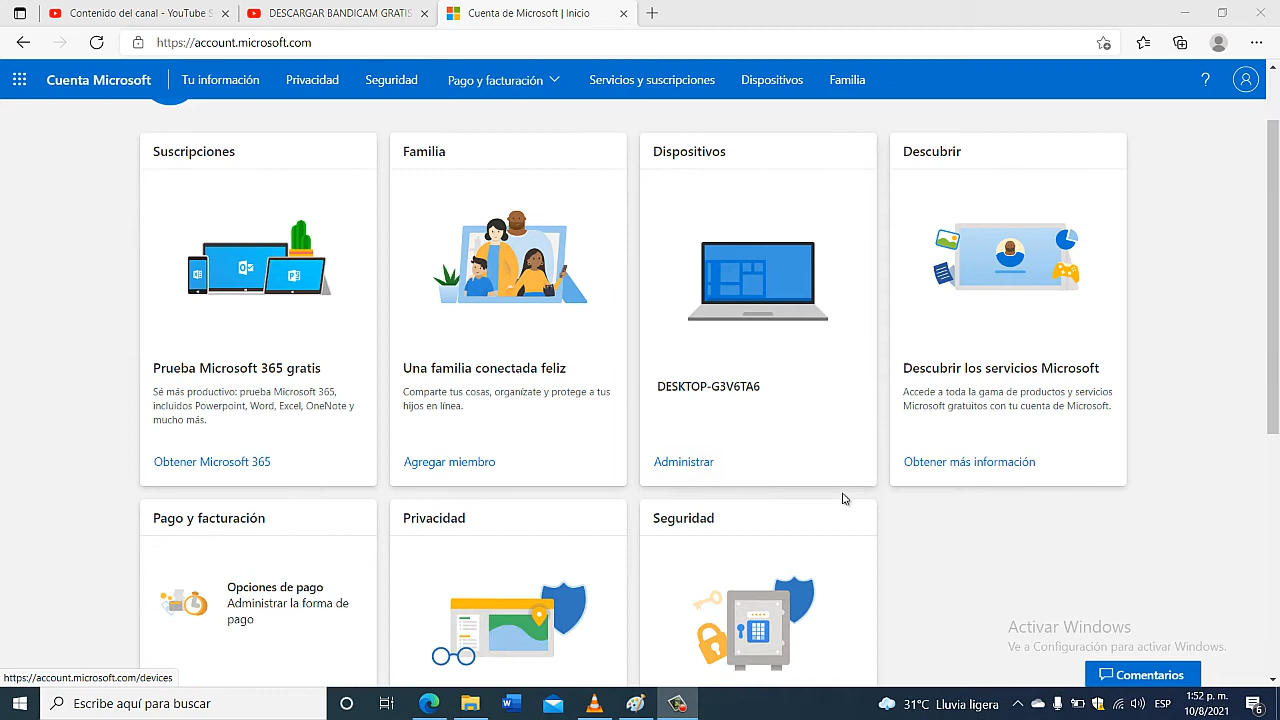 Contenido del canal - YouTube S
DESCARGAR BANDICAM GRATIS
Cuenta de Microsoft | Inicio
https://account.microsoft.com
Cuenta Microsoft
Tu información
Privacidad
Seguridad
Pago y facturación
Servicios y suscripciones
Dispositivos
Familia
?
Suscripciones
Prueba Microsoft 365 gratis
Sé más productivo: prueba Microsoft 365,
incluidos Powerpoint, Word, Excel, OneNote y
mucho más.
Obtener Microsoft 365
Familia
Una familia conectada feliz
Comparte tus cosas, organízate y protege a tus
hijos en línea.
Agregar miembro
Dispositivos
DESKTOP-G3V6TA6
Administrar
Descubrir
Descubrir los servicios Microsoft
Accede a toda la gama de productos y servicios
Microsoft gratuitos con tu cuenta de Microsoft.
Obtener más información
Pago y facturación
Opciones de pago
Administrar la forma de
pago
Privacidad
Seguridad
Activar Windows
Ve a Configuración para activar Windows.
Comentarios
https://account.microsoft.com/devices
Escribe aquí para buscar
31°C Lluvia ligera
ESP
1:52 p. m.
10/8/2021
6